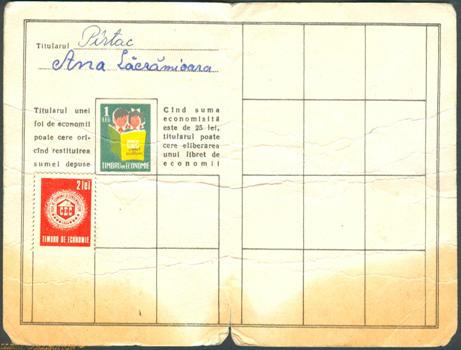 Titularul Pîrtac
Ana Lăcrămioara
Titularul unei
foi de economii
poate cere ori-
cînd restituirea
sumei depuse
1
LEU
TIMBRU DE ECONOMIE
Cînd suma
economisită
este de 25 lei,
titularul poate
cere eliberarea
unui libret de
economii
2 lei
TIMBRU DE ECONOMIE